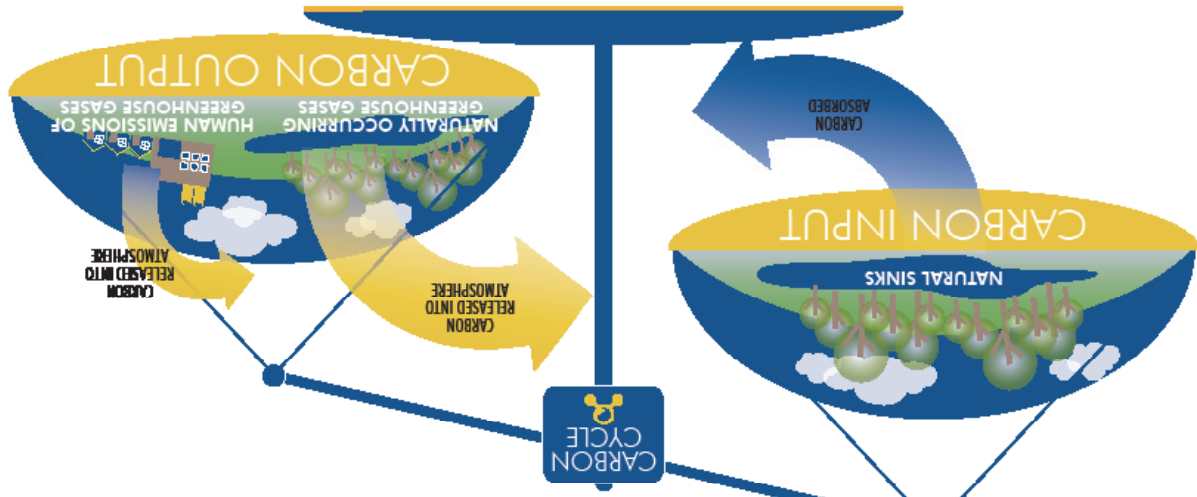 CARBON
CYCLE
NATURAL SINKS
CARBON INPUT
CARBON
ABSORBED
CARBON
RELEASED INTO
ATMOSPHERE
CARBON
RELEASED INTO
ATMOSPHERE
NATURALLY OCCURRING
GREENHOUSE GASES
HUMAN EMISSIONS OF
GREENHOUSE GASES
CARBON OUTPUT